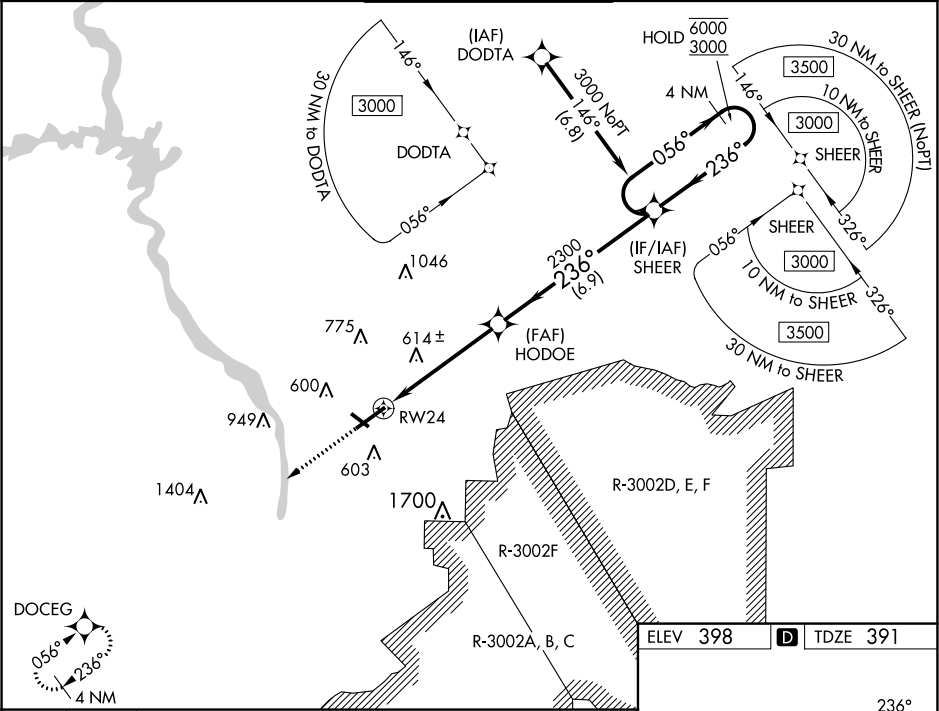 (IAF)
DODTA
3000 NoPT
146°
(6.8)
HOLD 6000
3000
4 NM
056°
236°
30 NM to SHEER (NoPT)
3500
146°
10 NM to SHEER
3000
SHEER
326°
146°
3000
30 NM to DODTA
DODTA
056°
SHEER
056°
3000
10 NM to SHEER
326°
3500
30 NM to SHEER
(IF/IAF)
SHEER
2300
236°
(6.9)
1046
775
614 ±
(FAF)
HODOE
600
949
RW24
603
1404
1700
R-3002D, E, F
R-3002F
R-3002A, B, C
DOCEG
056°
236°
4 NM
ELEV 398 D TDZE 391
236°